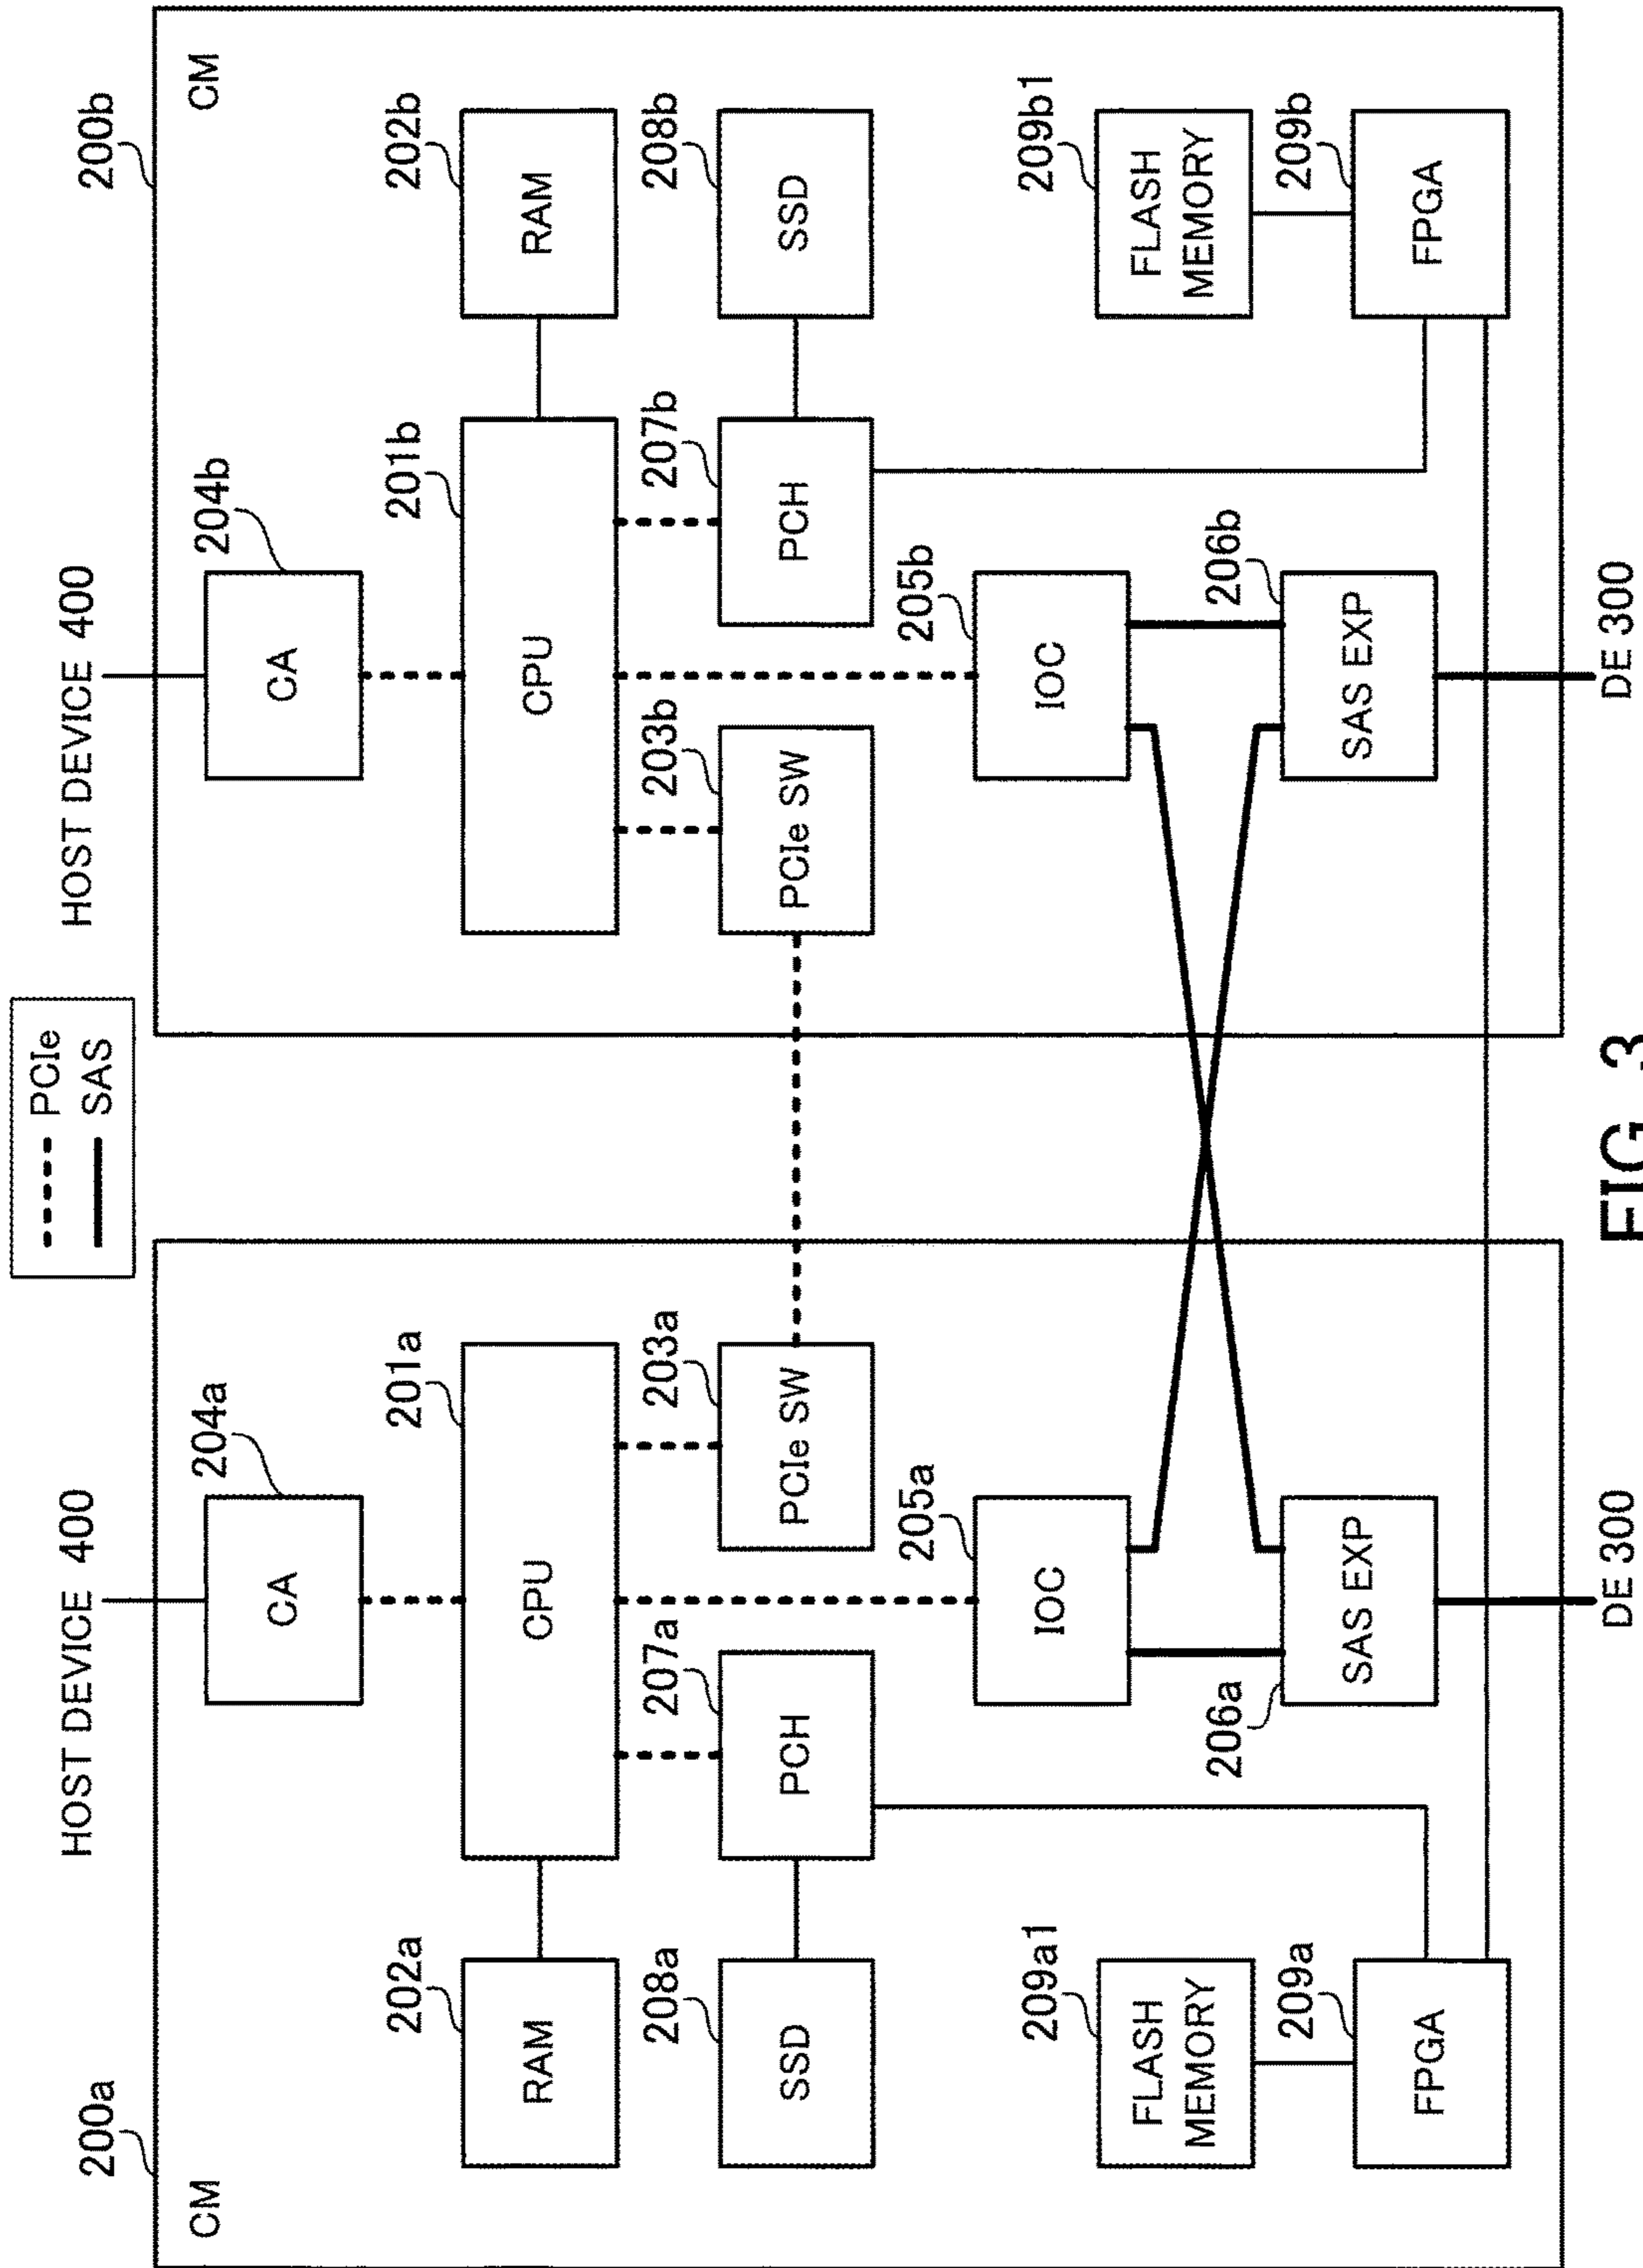 PCIe
SAS
HOST DEVICE 400
HOST DEVICE 400
200a
CM
204a
CA
201a
CPU
202a
RAM
203a
PCIe SW
207a
PCH
208a
SSD
205a
IOC
206a
SAS EXP
209a1
FLASH
MEMORY
209a
FPGA
DE 300
200b
CM
204b
CA
201b
CPU
202b
RAM
203b
PCIe SW
207b
PCH
208b
SSD
205b
IOC
206b
SAS EXP
209b1
FLASH
MEMORY
209b
FPGA
DE 300
FIG. 3